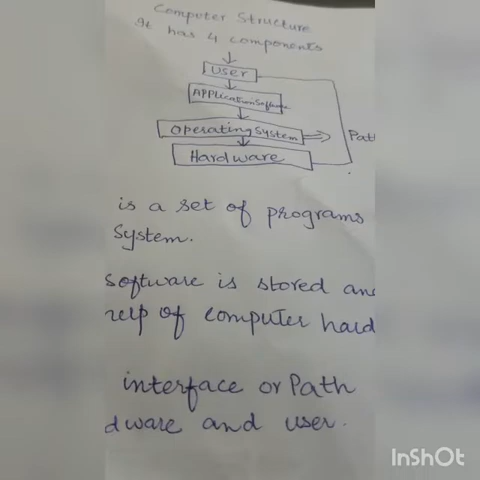 Computer Structure
It has 4 components
User
Application Software
Operating System
Path
Hardware
is a set of programs
System.
software is stored and
help of computer hard
interface or Path
dware and user.
InShOt